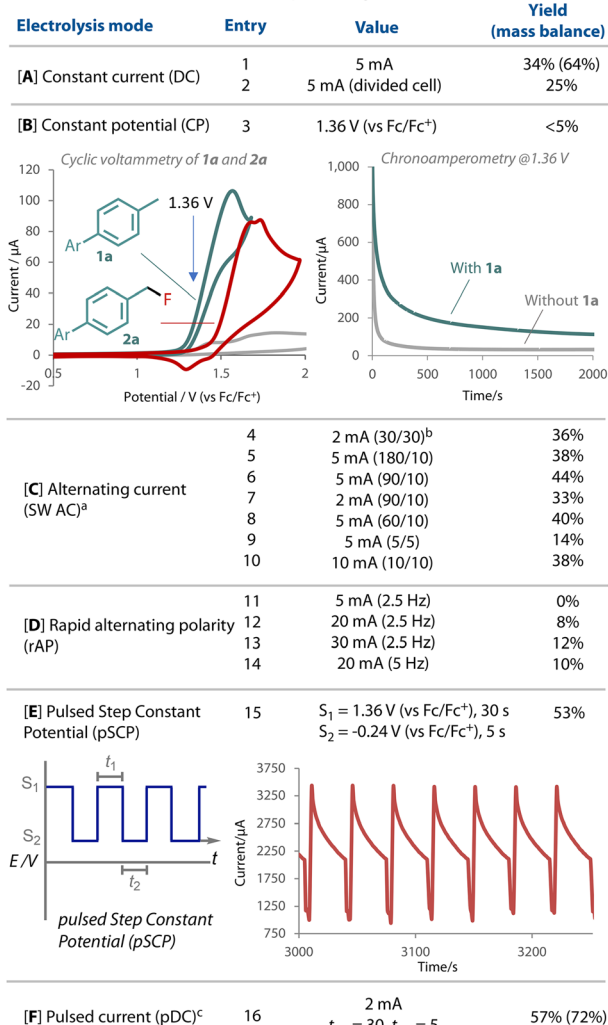 Electrolysis mode Entry Value Yield (mass balance)
[A] Constant current (DC)
1 5 mA 34% (64%)
2 5 mA (divided cell) 25%
[B] Constant potential (CP) 3 1.36 V (vs Fc/Fc+) <5%
Cyclic voltammetry of 1a and 2a
120
100
80
60
40
20
0
-20
Current / µA
0.5 1 1.5 2
Potential / V (vs Fc/Fc+)
1.36 V
Ar
1a
F
Ar
2a
Chronoamperometry @1.36 V
1,000
800
600
400
200
0
Current/µA
0 500 1000 1500 2000
Time/s
With 1a
Without 1a
[C] Alternating current
(SW AC)a
4 2 mA (30/30)b 36%
5 5 mA (180/10) 38%
6 5 mA (90/10) 44%
7 2 mA (90/10) 33%
8 5 mA (60/10) 40%
9 5 mA (5/5) 14%
10 10 mA (10/10) 38%
[D] Rapid alternating polarity
(rAP)
11 5 mA (2.5 Hz) 0%
12 20 mA (2.5 Hz) 8%
13 30 mA (2.5 Hz) 12%
14 20 mA (5 Hz) 10%
[E] Pulsed Step Constant
Potential (pSCP)
15 S1 = 1.36 V (vs Fc/Fc+), 30 s 53%
S2 = -0.24 V (vs Fc/Fc+), 5 s
S1
S2
E /V
t1
t2
t
pulsed Step Constant
Potential (pSCP)
3750
3250
2750
2250
1750
1250
750
Current/µA
3000 3100 3200
Time/s
[F] Pulsed current (pDC)c 16 2 mA 57% (72%)